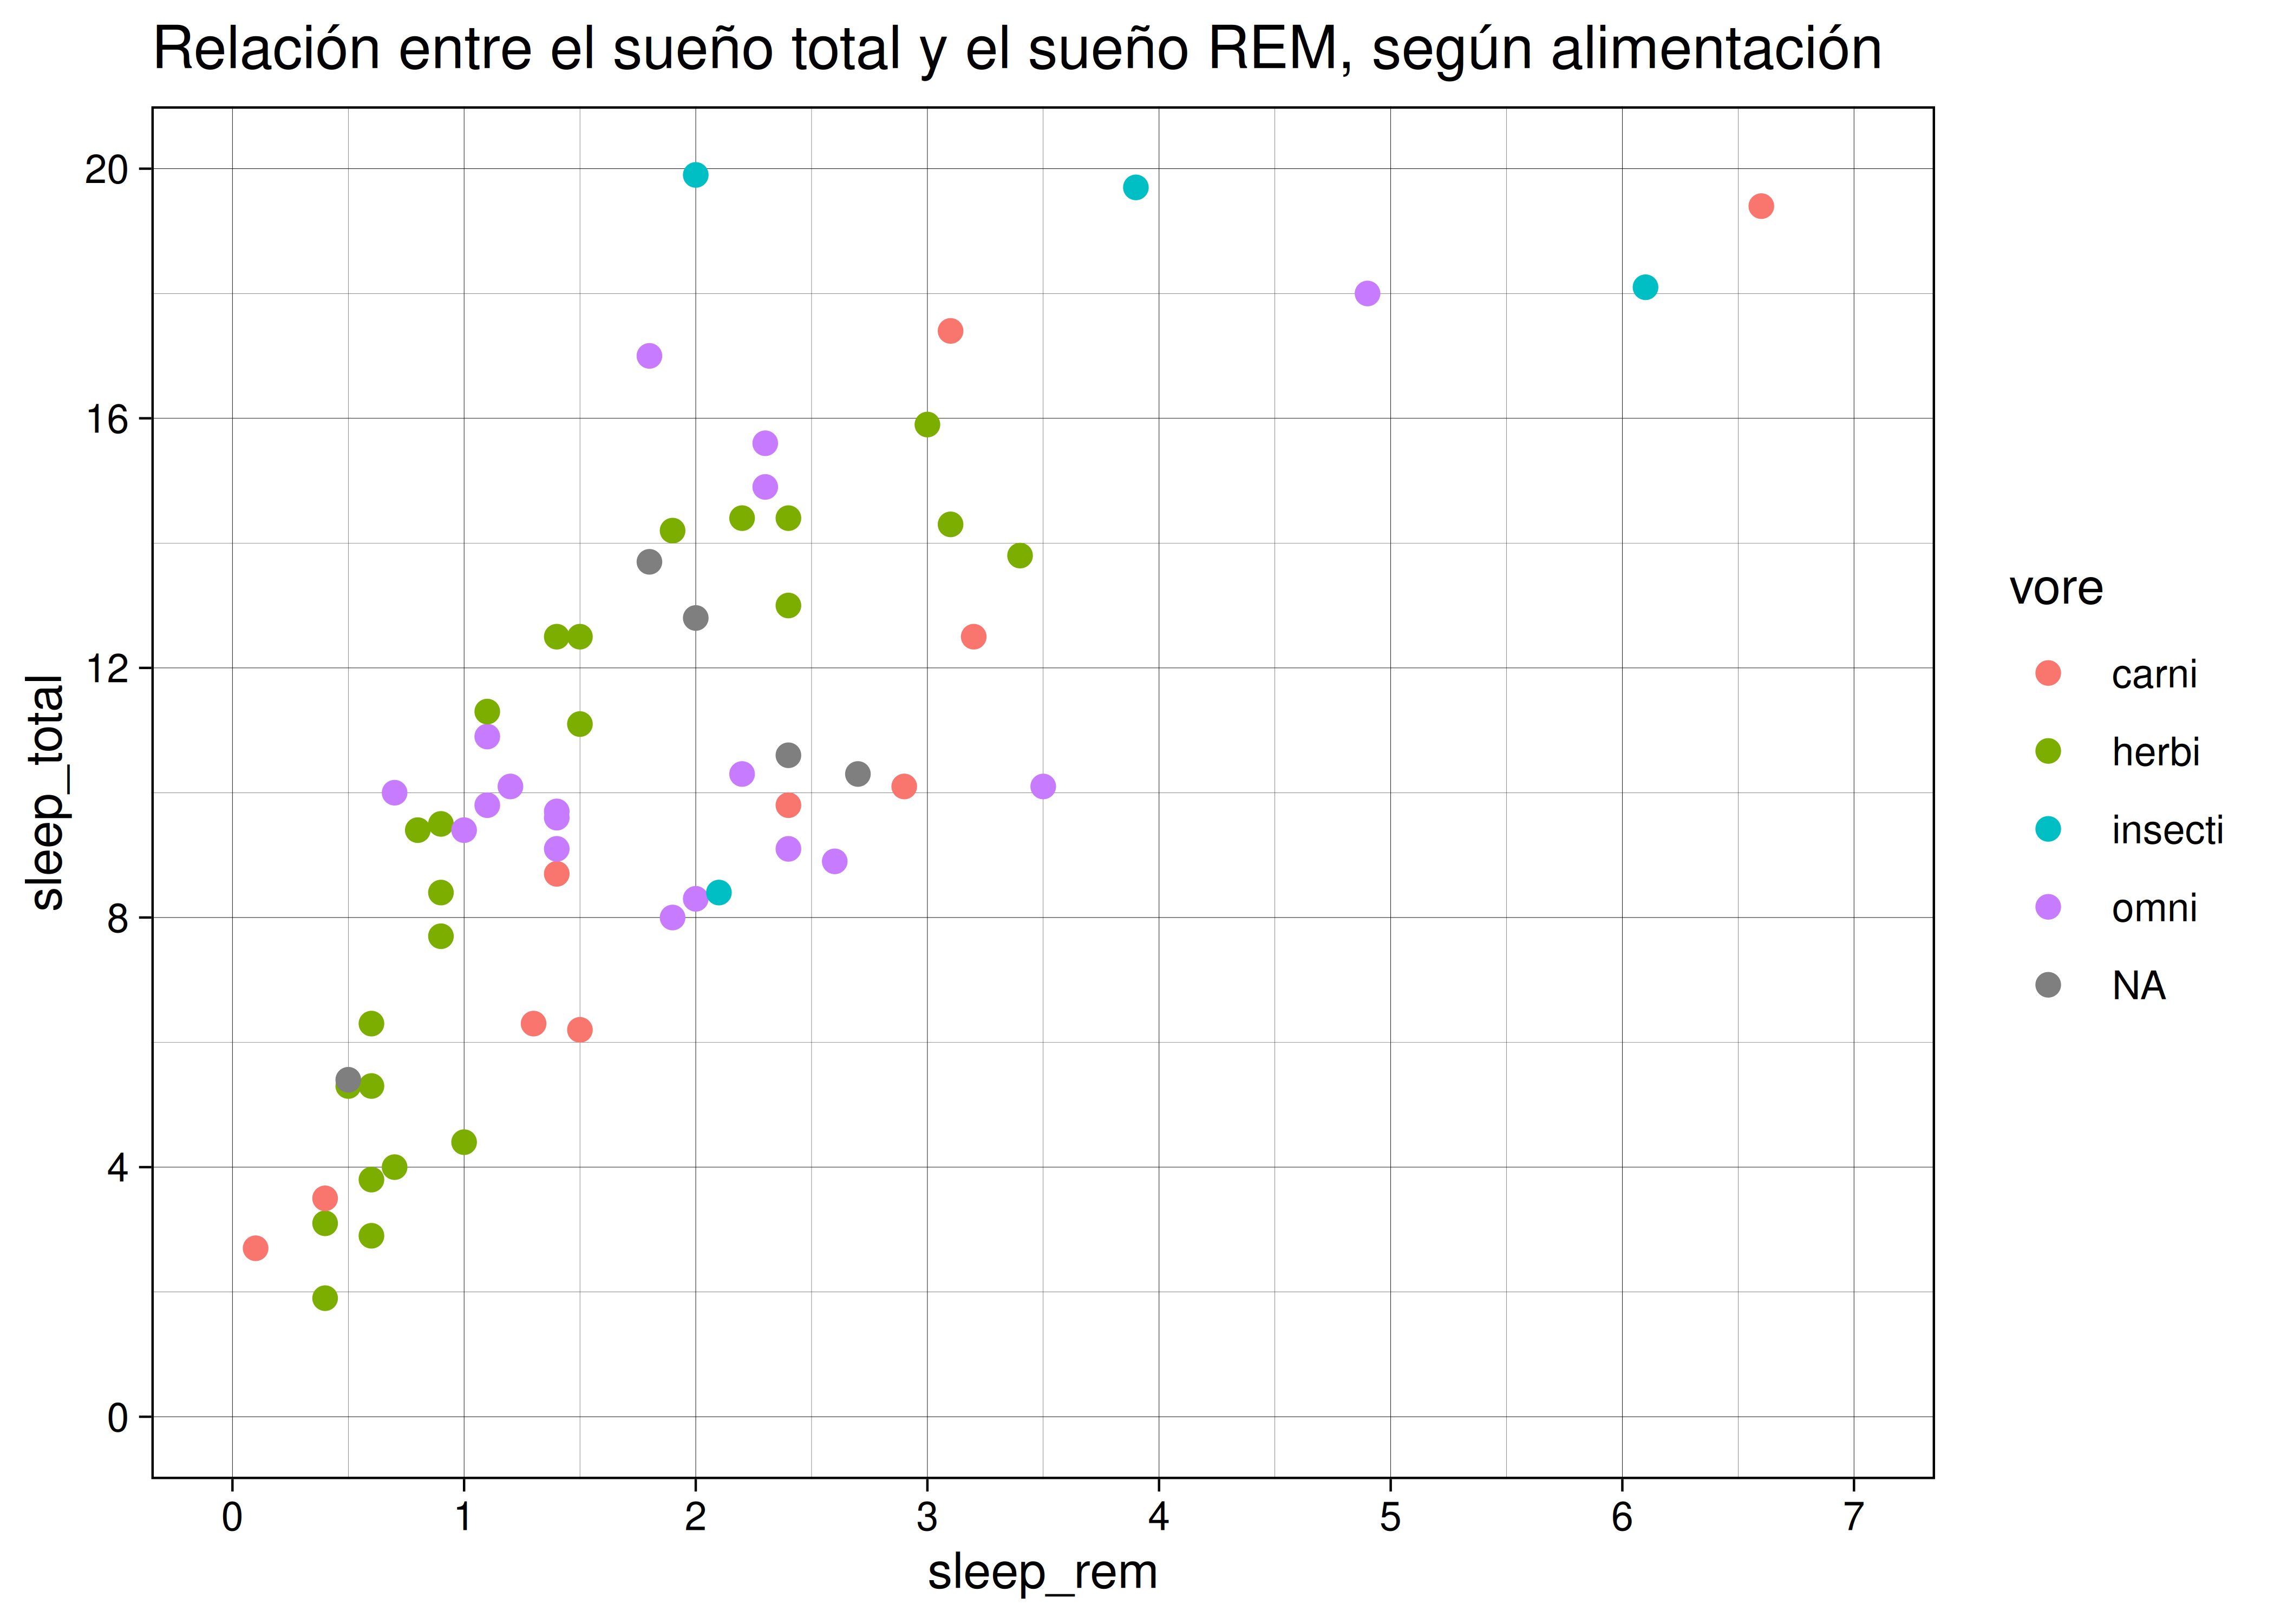 Relación entre el sueño total y el sueño REM, según alimentación
20
16
12
8
4
0
sleep_total
0 1 2 3 4 5 6 7
sleep_rem
vore
carni
herbi
insecti
omni
NA